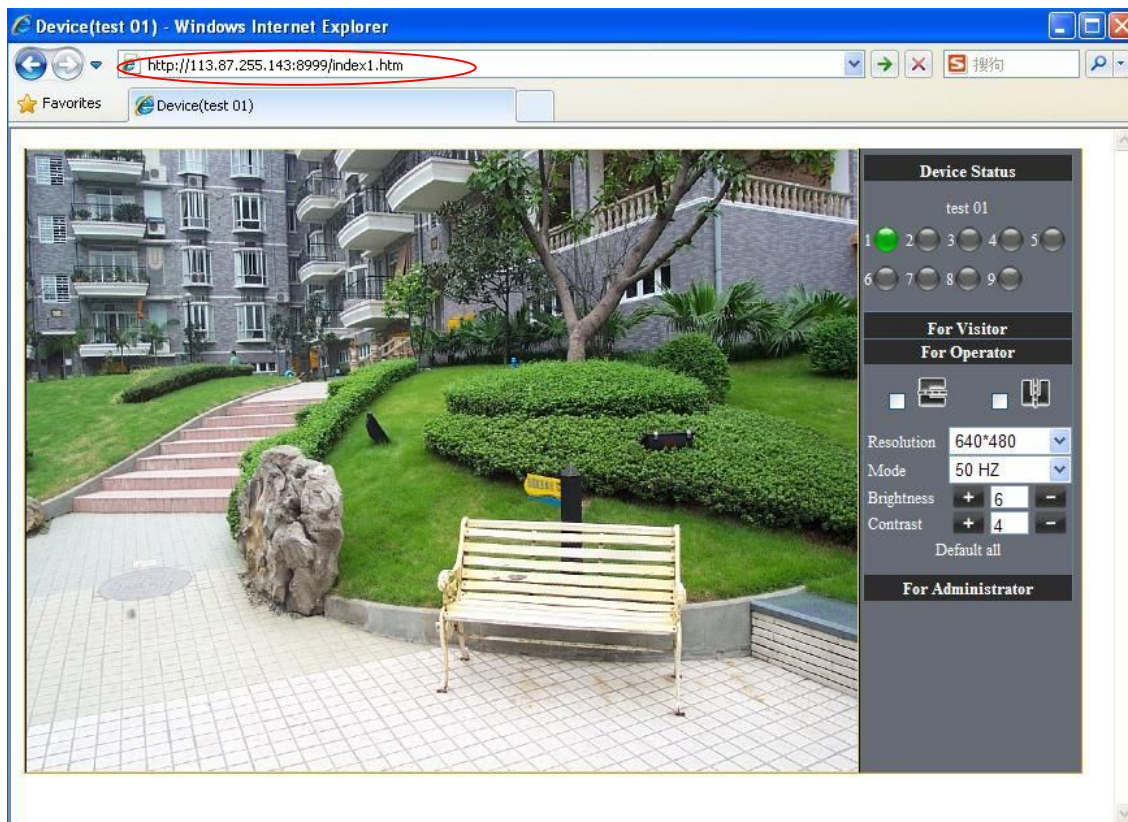 Device(test 01) - Windows Internet Explorer
http://113.87.255.143:8999/index1.htm
搜狗
Favorites
Device(test 01)
Device Status
test 01
1 2 3 4 5
6 7 8 9
For Visitor
For Operator
Resolution 640*480
Mode 50 HZ
Brightness + 6 -
Contrast + 4 -
Default all
For Administrator